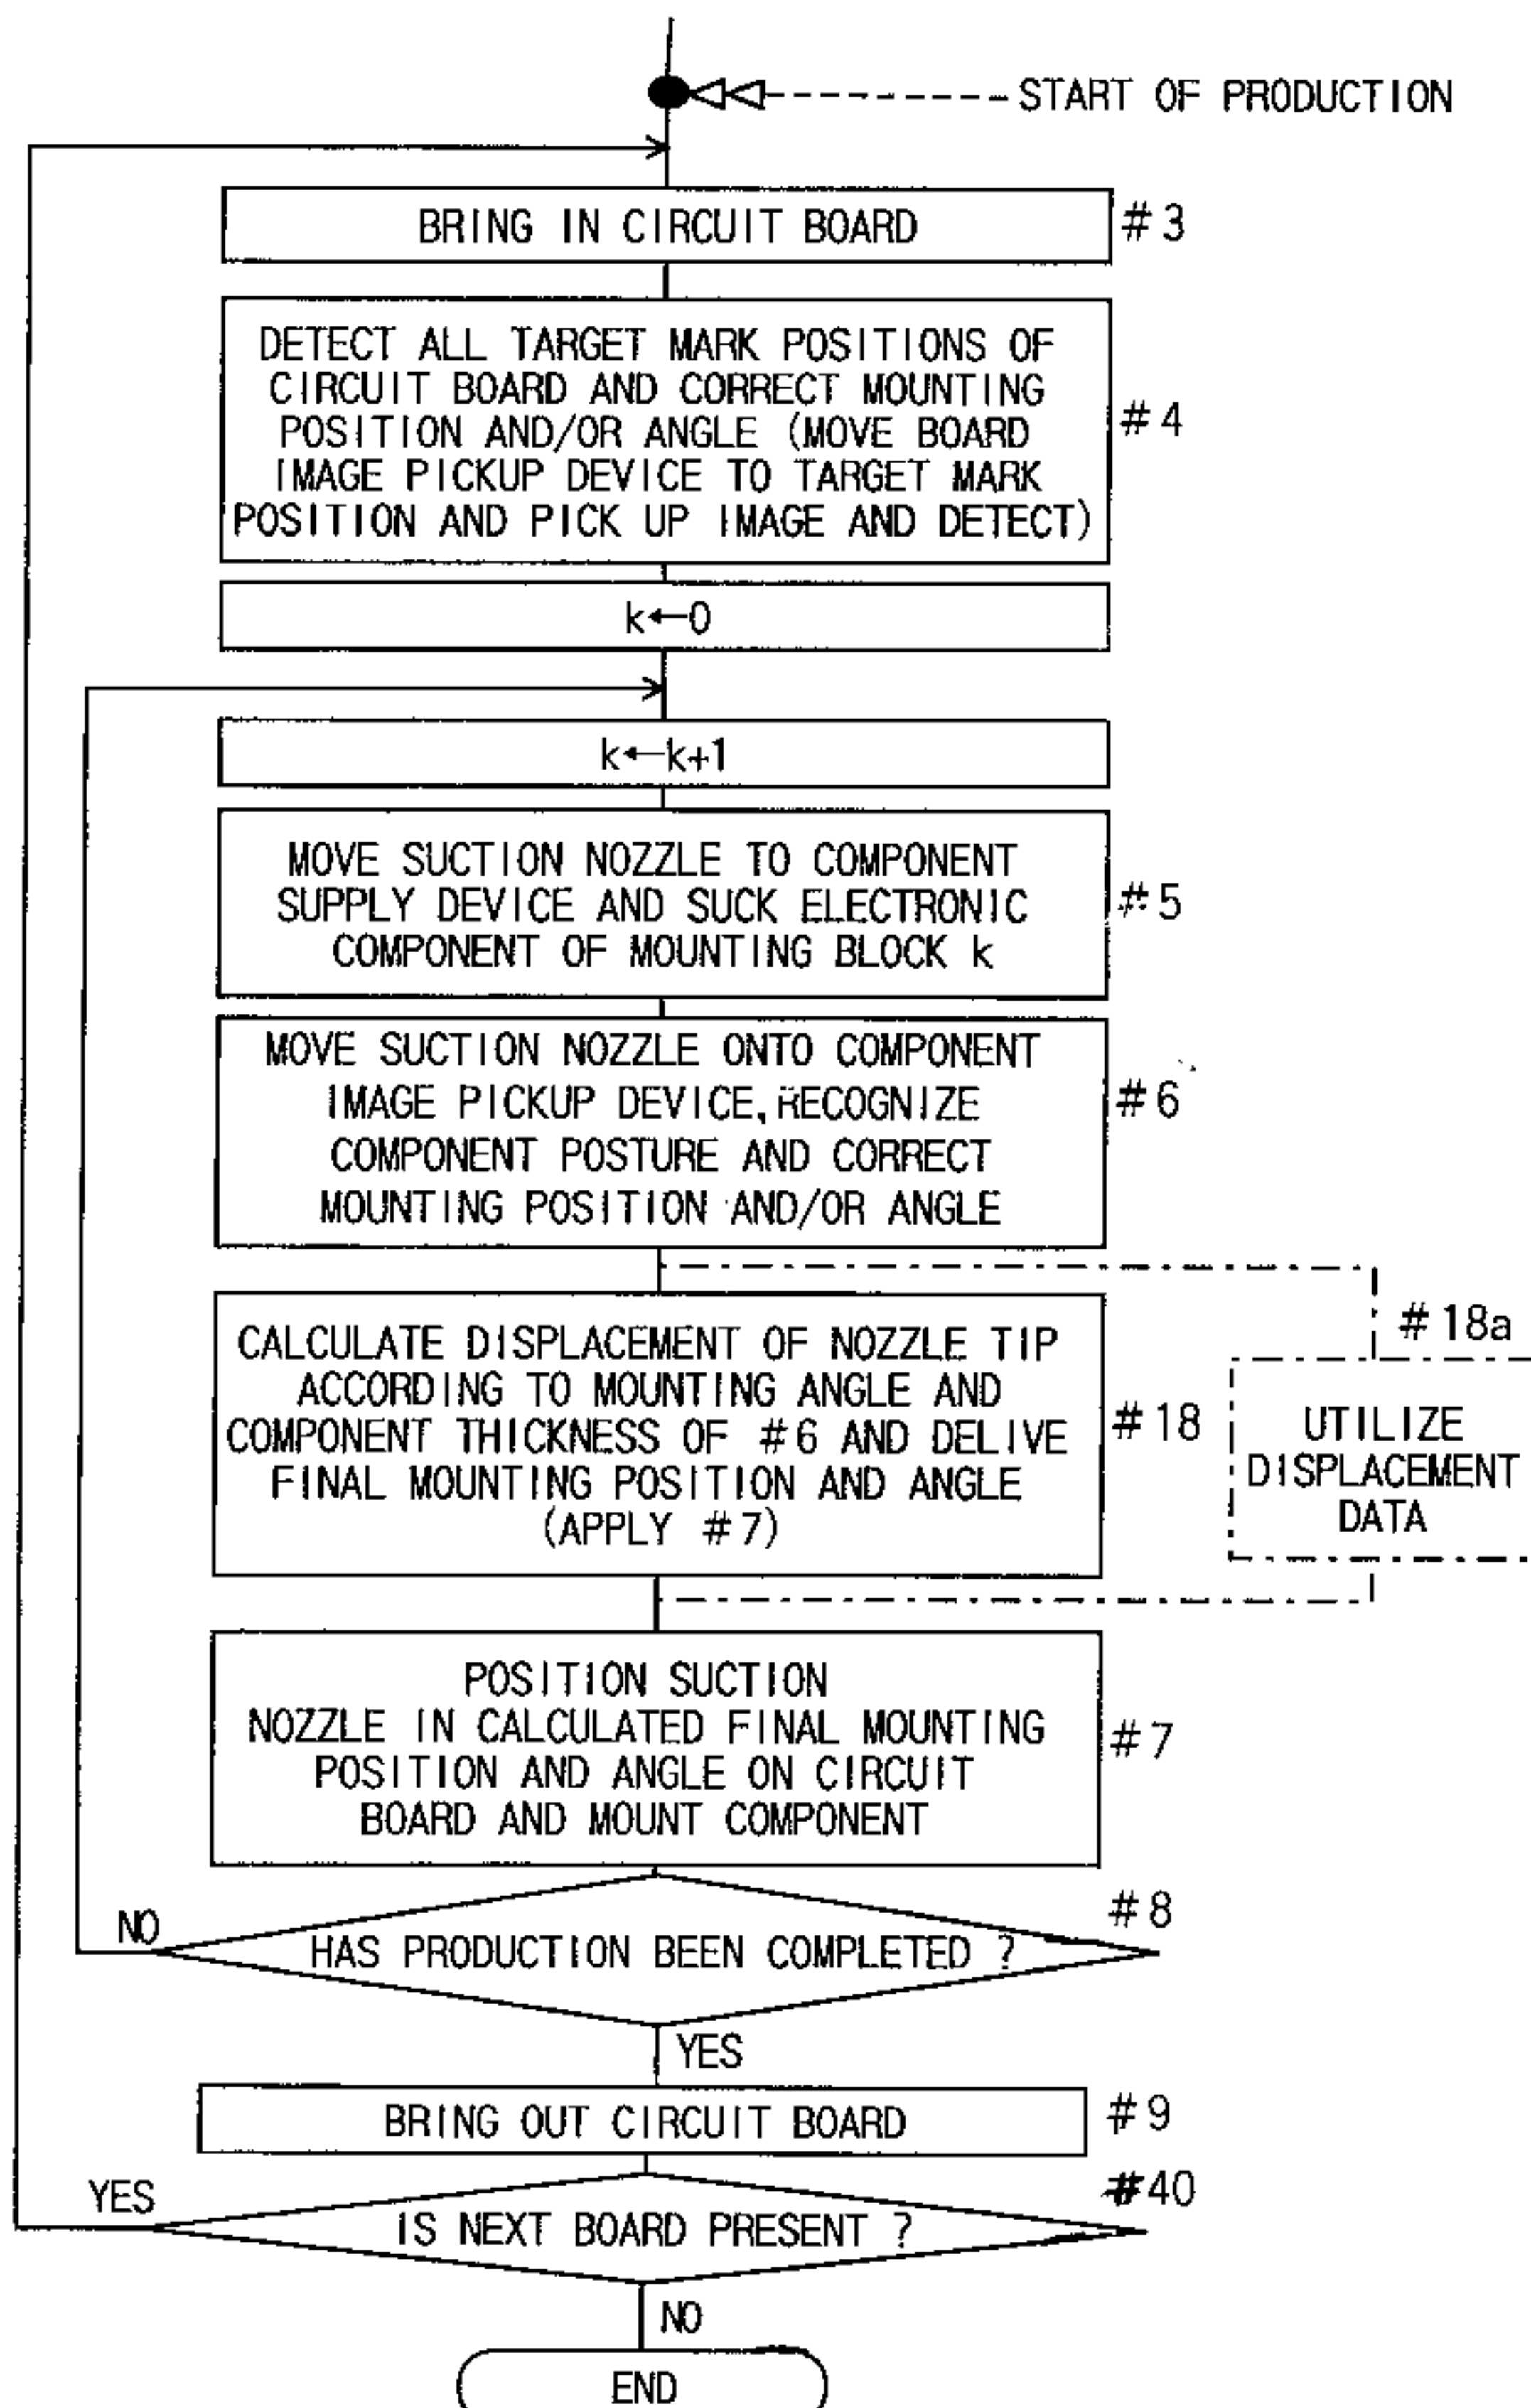 START OF PRODUCTION
BRING IN CIRCUIT BOARD
#3
DETECT ALL TARGET MARK POSITIONS OF
CIRCUIT BOARD AND CORRECT MOUNTING
POSITION AND/OR ANGLE (MOVE BOARD
IMAGE PICKUP DEVICE TO TARGET MARK
POSITION AND PICK UP IMAGE AND DETECT)
#4
k←0
k←k+1
MOVE SUCTION NOZZLE TO COMPONENT
SUPPLY DEVICE AND SUCK ELECTRONIC
COMPONENT OF MOUNTING BLOCK k
#5
MOVE SUCTION NOZZLE ONTO COMPONENT
IMAGE PICKUP DEVICE, RECOGNIZE
COMPONENT POSTURE AND CORRECT
MOUNTING POSITION AND/OR ANGLE
#6
CALCULATE DISPLACEMENT OF NOZZLE TIP
ACCORDING TO MOUNTING ANGLE AND
COMPONENT THICKNESS OF #6 AND DELIVE
FINAL MOUNTING POSITION AND ANGLE
(APPLY #7)
#18
#18a
UTILIZE
DISPLACEMENT
DATA
POSITION SUCTION
NOZZLE IN CALCULATED FINAL MOUNTING
POSITION AND ANGLE ON CIRCUIT
BOARD AND MOUNT COMPONENT
#7
#8
NO
HAS PRODUCTION BEEN COMPLETED ?
YES
BRING OUT CIRCUIT BOARD
#9
#40
YES
IS NEXT BOARD PRESENT ?
NO
END